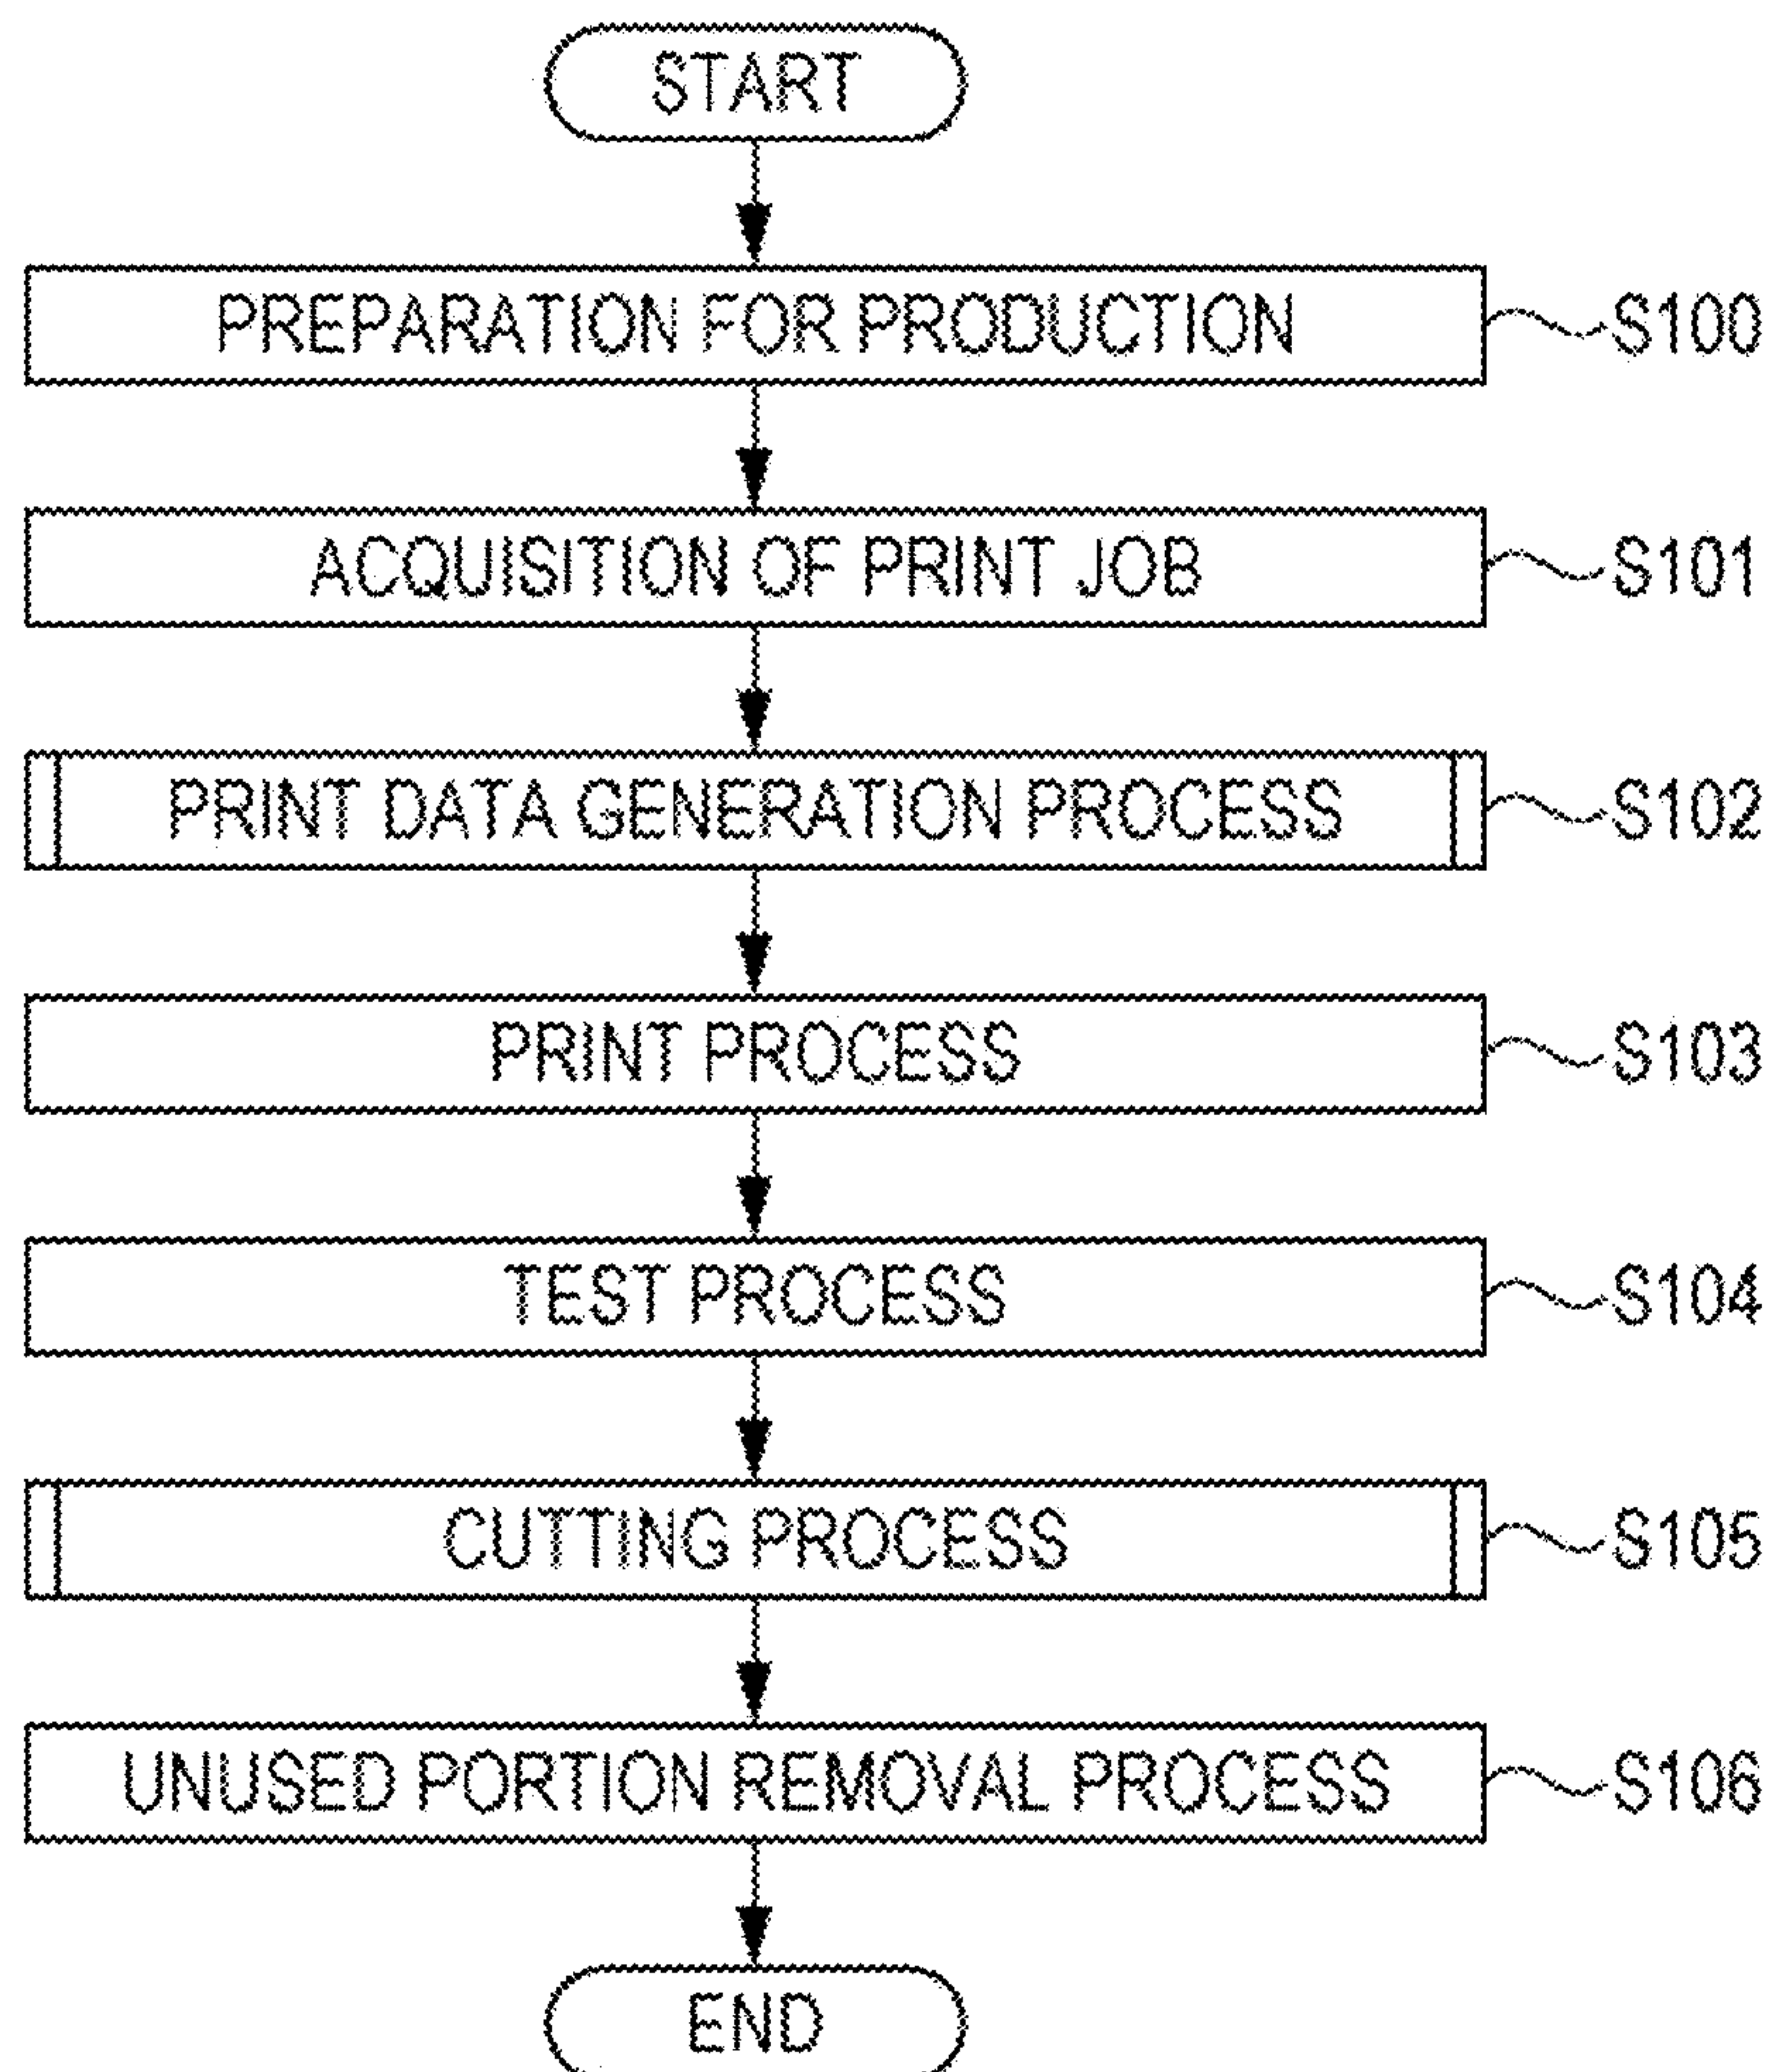 START
PREPARATION FOR PRODUCTION S100
ACQUISITION OF PRINT JOB S101
PRINT DATA GENERATION PROCESS S102
PRINT PROCESS S103
TEST PROCESS S104
CUTTING PROCESS S105
UNUSED PORTION REMOVAL PROCESS S106
END